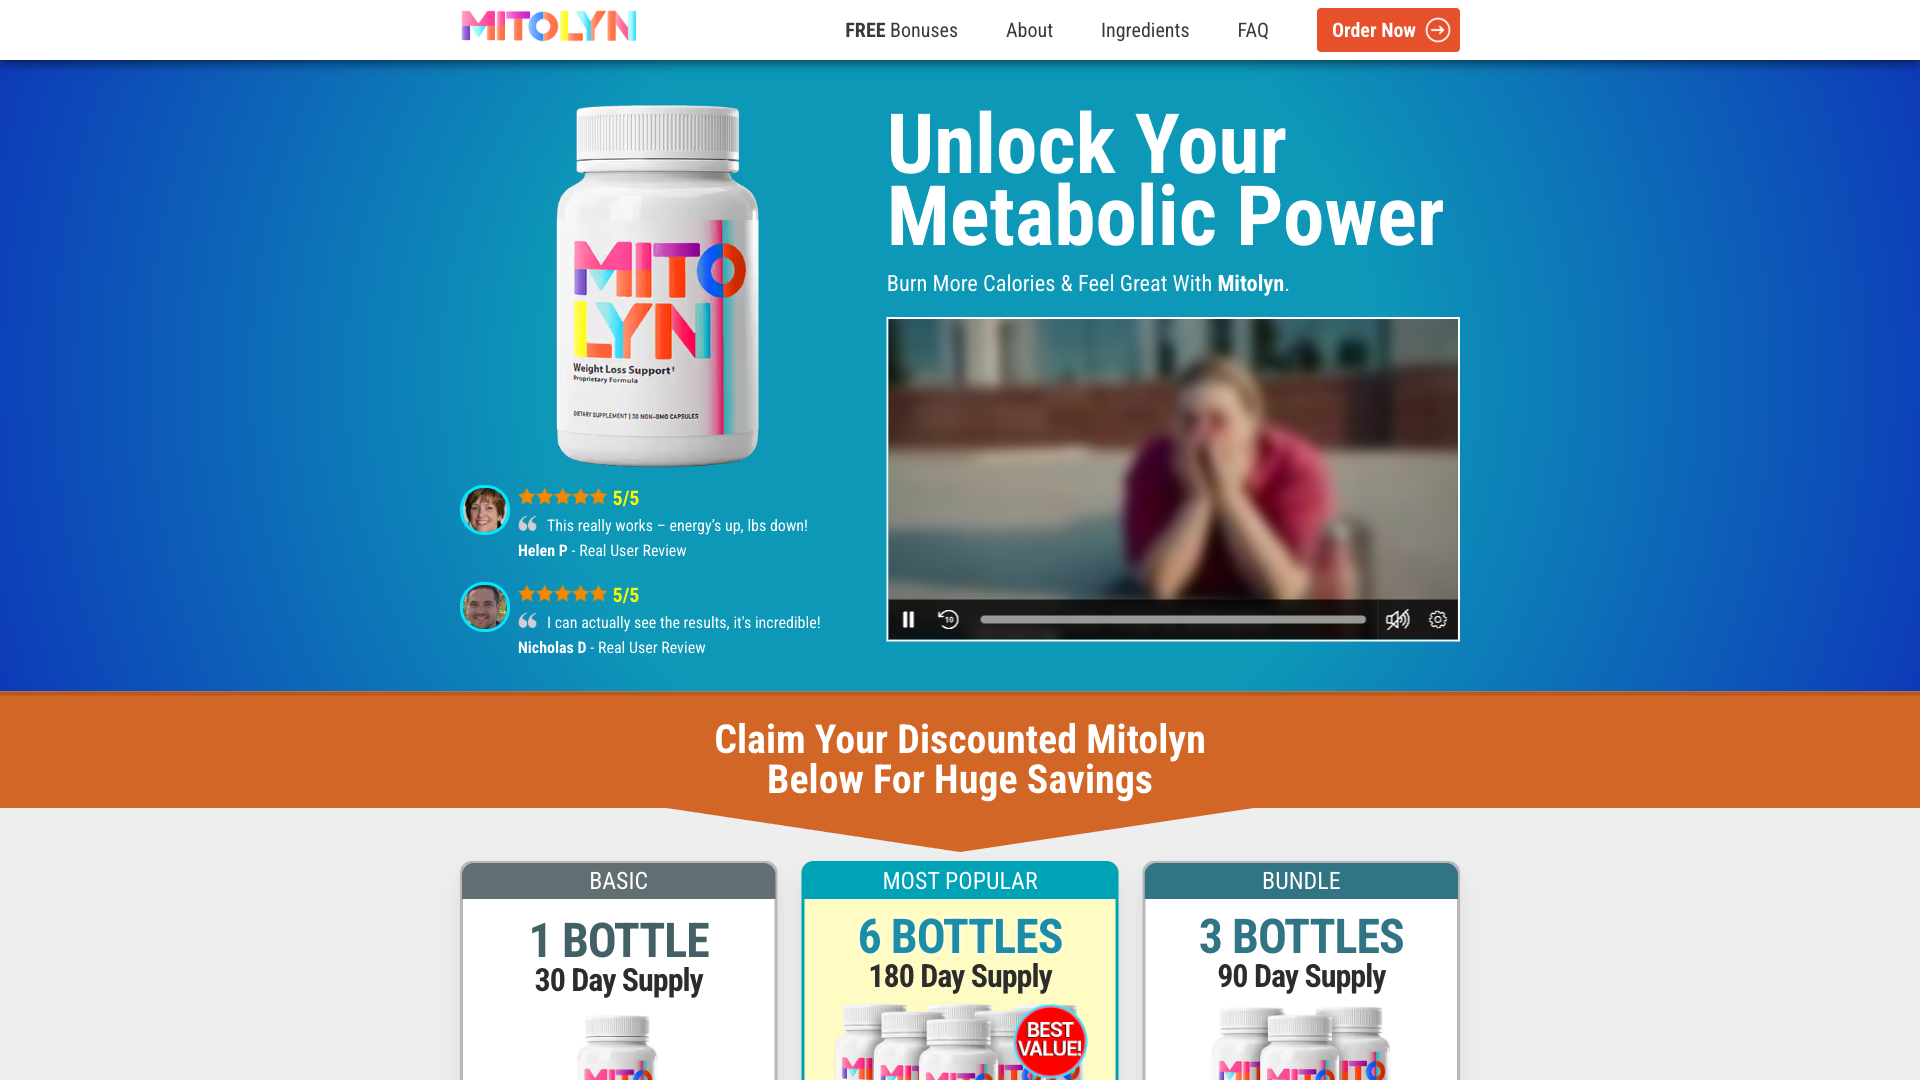 MITOLYN
FREE Bonuses
About
Ingredients
FAQ
Order Now
MITO
LYN
Weight Loss Support†
Proprietary Formula
DIETARY SUPPLEMENT | 30 NON-GMO CAPSULES
Unlock Your
Metabolic Power
Burn More Calories & Feel Great With Mitolyn.
10
5/5
“ This really works – energy’s up, lbs down!
Helen P - Real User Review
5/5
“ I can actually see the results, it's incredible!
Nicholas D - Real User Review
Claim Your Discounted Mitolyn
Below For Huge Savings
BASIC
1 BOTTLE
30 Day Supply
MITO
MOST POPULAR
6 BOTTLES
180 Day Supply
BEST
VALUE!
MITO
BUNDLE
3 BOTTLES
90 Day Supply
MITO